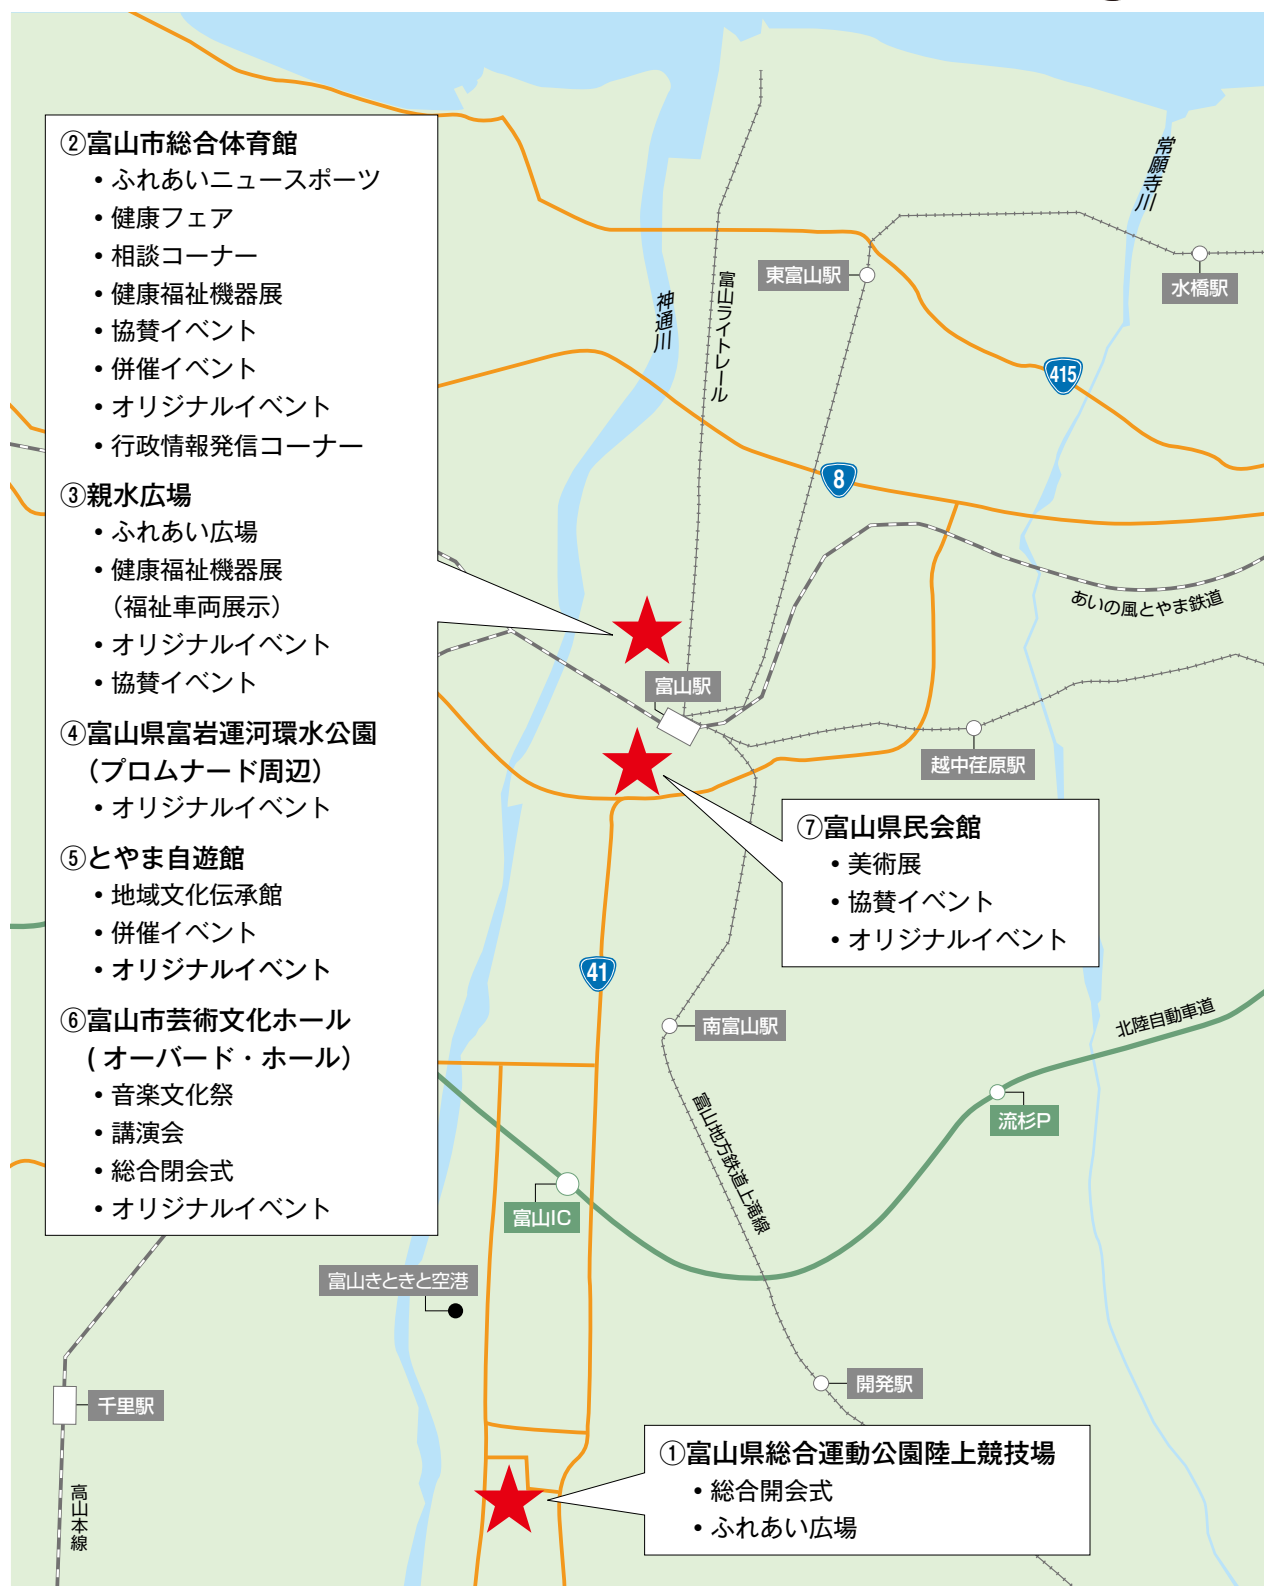 ②富山市総合体育館
・ふれあいニュースポーツ
・健康フェア
・相談コーナー
・健康福祉機器展
・協賛イベント
・併催イベント
・オリジナルイベント
・行政情報発信コーナー
③親水広場
・ふれあい広場
・健康福祉機器展
（福祉車両展示）
・オリジナルイベント
・協賛イベント
④富山県富岩運河環水公園
（プロムナード周辺）
・オリジナルイベント
⑤とやま自遊館
・地域文化伝承館
・併催イベント
・オリジナルイベント
⑥富山市芸術文化ホール
(オーバード・ホール）
・音楽文化祭
・講演会
・総合閉会式
・オリジナルイベント
常願寺川
東富山駅
水橋駅
富山ライトレール
神通川
415
8
あいの風とやま鉄道
富山駅
越中荏原駅
⑦富山県民会館
・美術展
・協賛イベント
・オリジナルイベント
41
南富山駅
北陸自動車道
流杉P
富山地方鉄道上滝線
富山IC
富山きときと空港
開発駅
千里駅
高山本線
①富山県総合運動公園陸上競技場
・総合開会式
・ふれあい広場